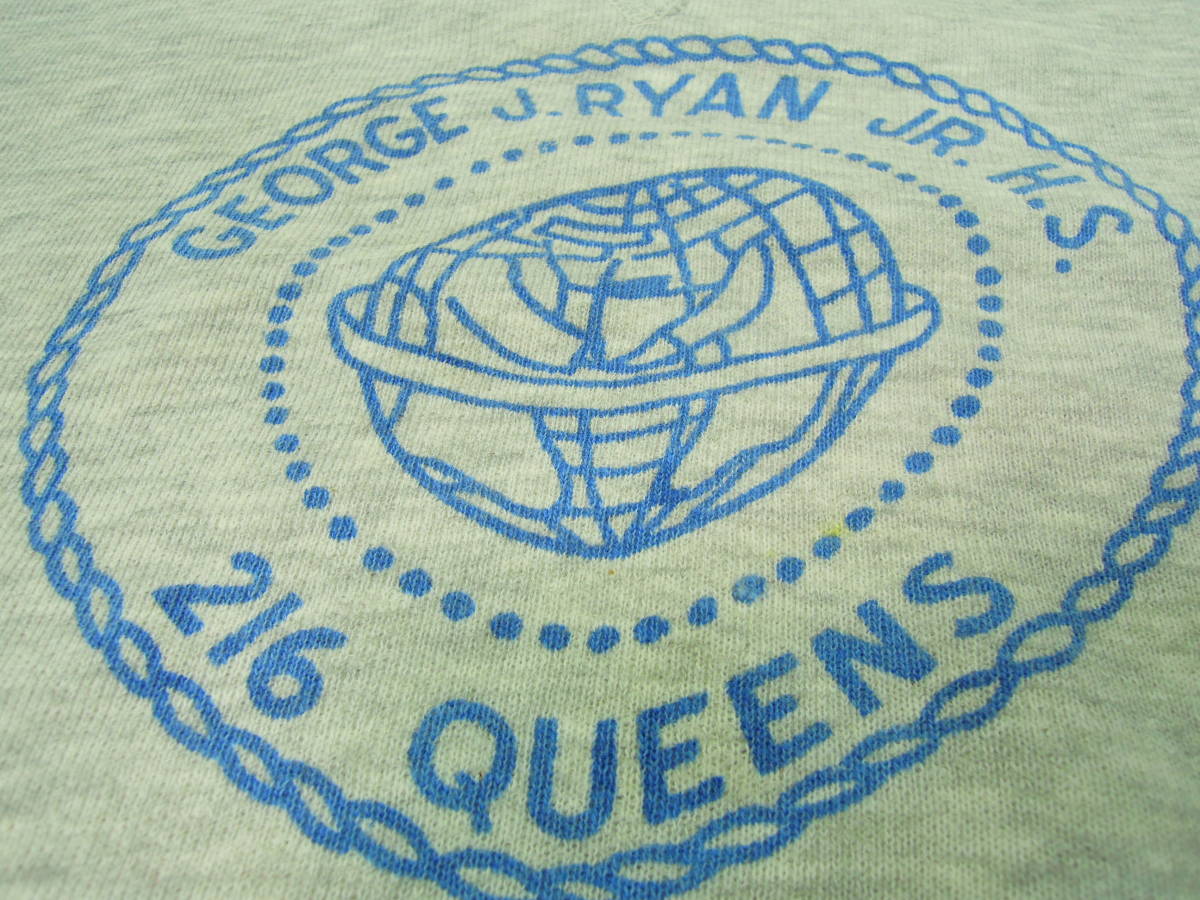 GEORGE J. RYAN JR. H.S.
216 QUEENS